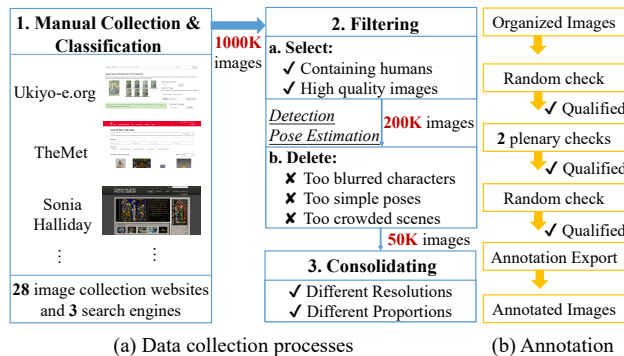 1. Manual Collection &
Classification
Ukiyo-e.org
TheMet
Sonia
Halliday
⋮
⋮
28 image collection websites
and 3 search engines
1000K
images
2. Filtering
a. Select:
✓ Containing humans
✓ High quality images
Detection
Pose Estimation
200K images
b. Delete:
✘ Too blurred characters
✘ Too simple poses
✘ Too crowded scenes
50K images
3. Consolidating
✓ Different Resolutions
✓ Different Proportions
(a) Data collection processes
Organized Images
Random check
✓ Qualified
2 plenary checks
✓ Qualified
Random check
✓ Qualified
Annotation Export
Annotated Images
(b) Annotation